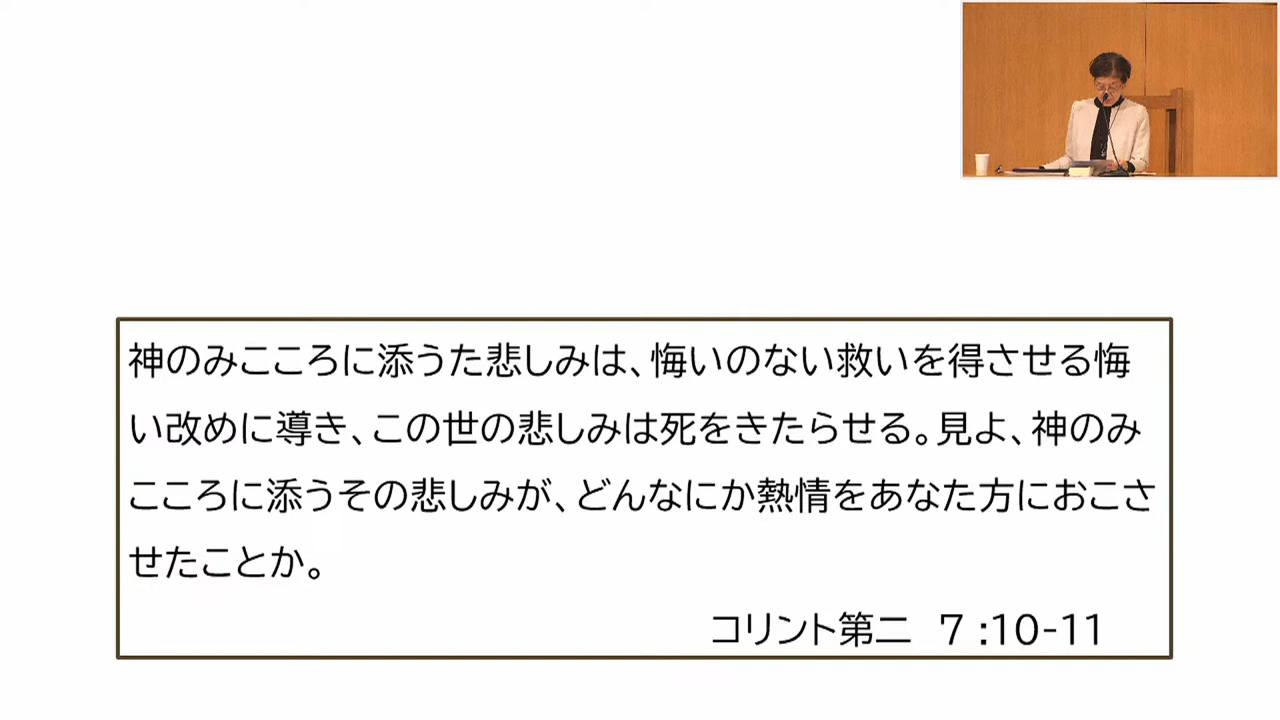 神のみこころに添うた悲しみは、悔いのない救いを得させる悔
い改めに導き、この世の悲しみは死をきたらせる。見よ、神のみ
こころに添うその悲しみが、どんなにか熱情をあなた方におこさ
せたことか。
コリント第二 7:10-11